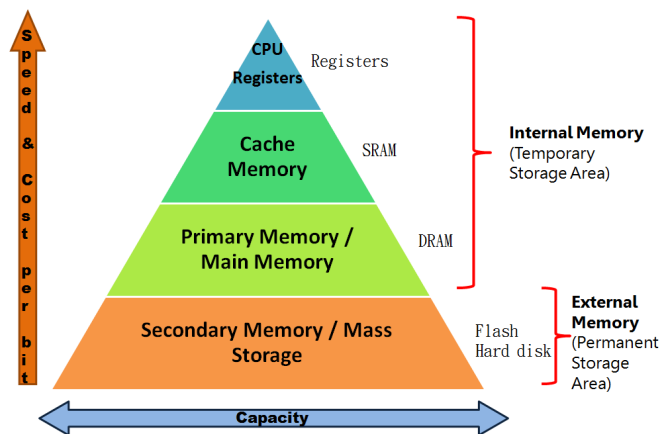 Speed & Cost per bit
CPU
Registers
Registers
Cache
Memory
SRAM
Primary Memory /
Main Memory
DRAM
Secondary Memory / Mass
Storage
Flash
Hard disk
Internal Memory
(Temporary
Storage Area)
External
Memory
(Permanent
Storage
Area)
Capacity